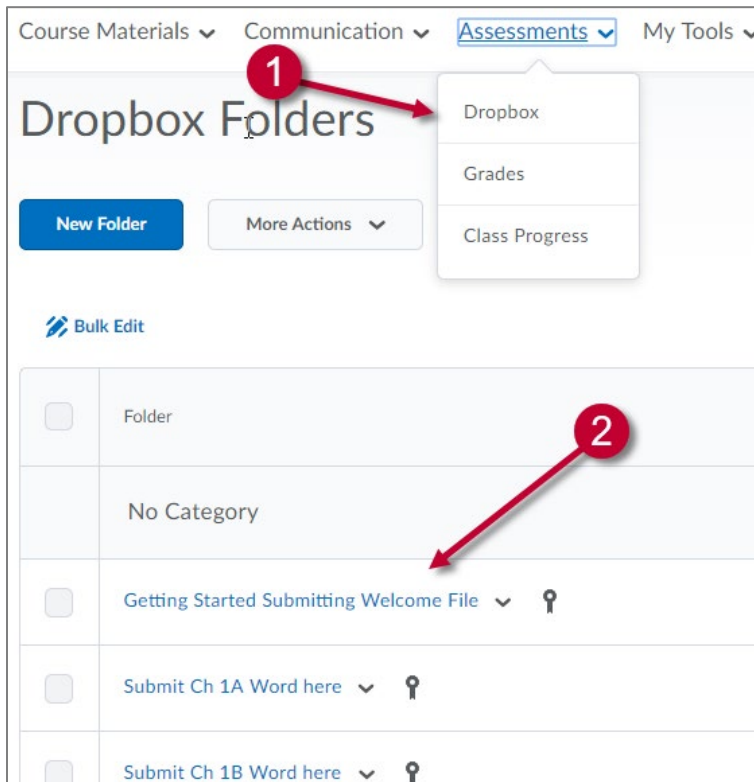 Course Materials Communication Assessments My Tools
1
Dropbox Folders
Dropbox
Grades
Class Progress
New Folder More Actions
Bulk Edit
Folder
2
No Category
Getting Started Submitting Welcome File
Submit Ch 1A Word here
Submit Ch 1B Word here